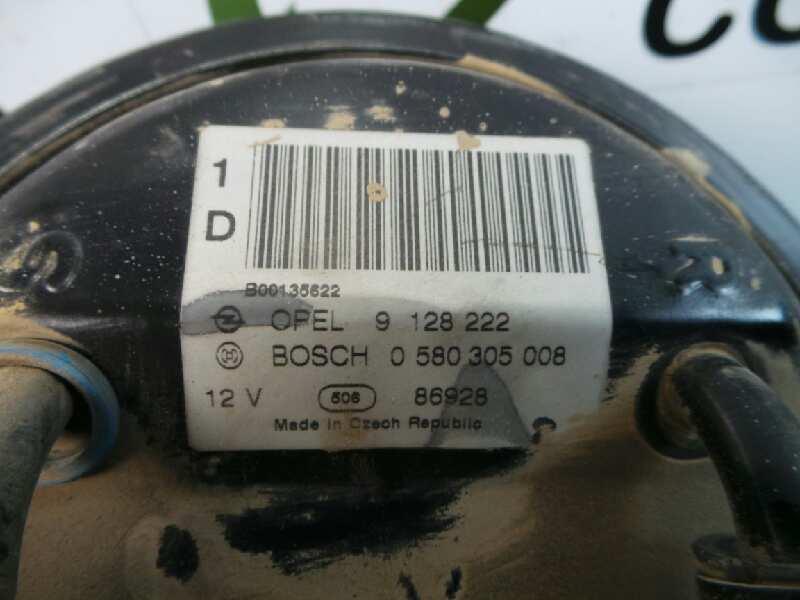 1
D
B00135622
OPEL 9 128 222
BOSCH 0 580 305 008
12 V 506 86928
Made in Czech Republic